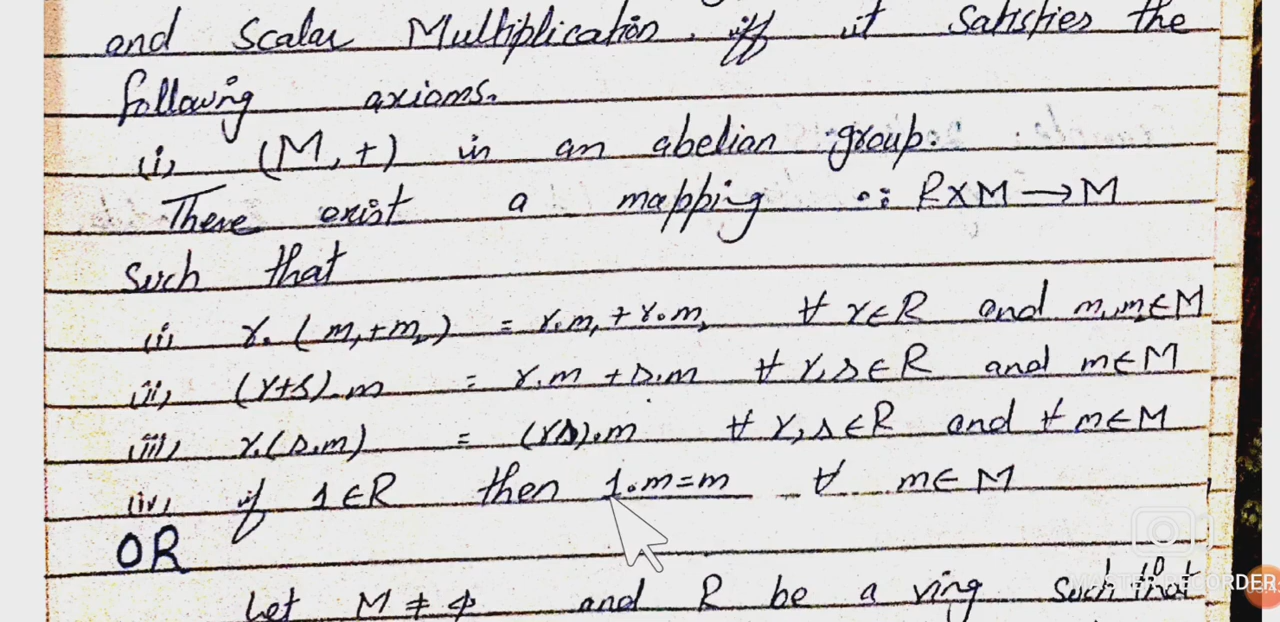 and Scalar Multiplication. iff it satisfies the
following axioms.
(i) (M, +) is an abelian group.
There exist a mapping •: R×M → M
such that
(i) r.(m₁+m₂) = r.m₁+r.m₂ ∀ r∈R and m₁,m₂∈M
(ii) (r+s).m = r.m + s.m ∀ r,s∈R and m∈M
(iii) r.(s.m) = (rs).m ∀ r,s∈R and ∀ m∈M
(iv) if 1∈R then 1.m=m ∀ m∈M
OR
Let M ≠ φ and R be a ring such that
MASTER RECORDER